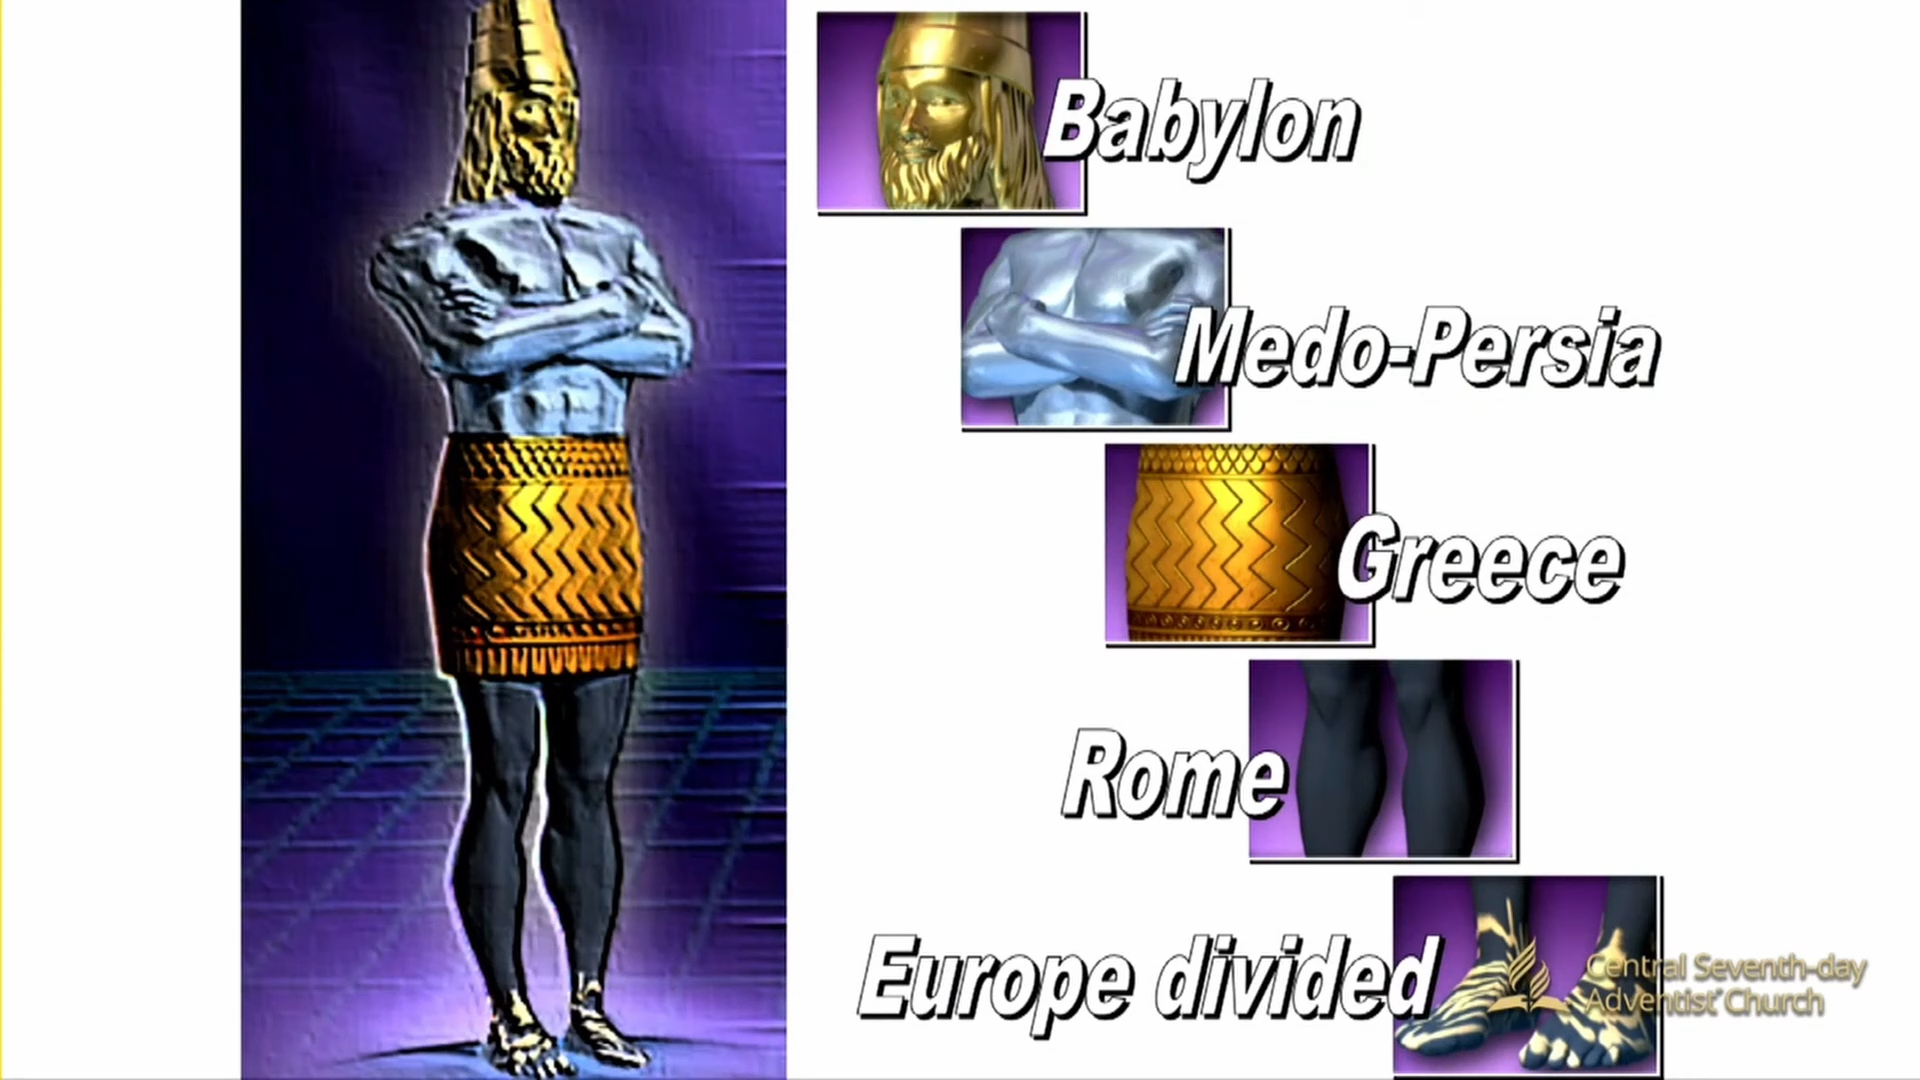 Babylon
Medo-Persia
Greece
Rome
Europe divided
Central Seventh-day
Adventist Church